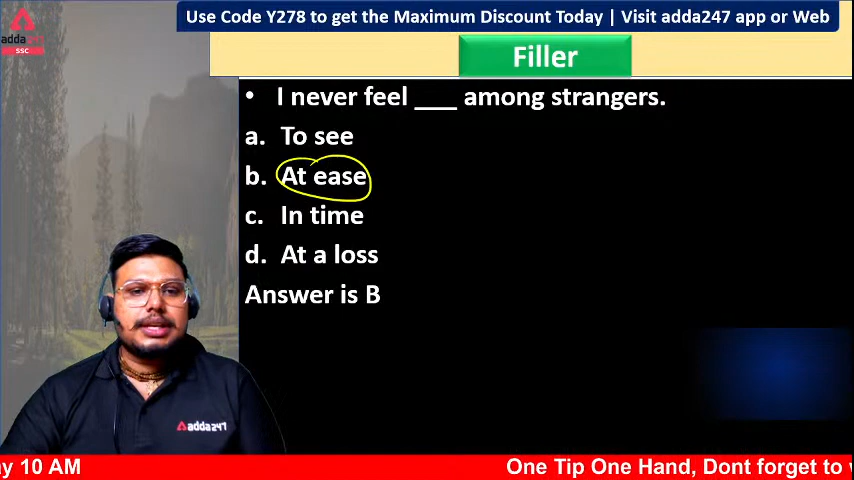 Use Code Y278 to get the Maximum Discount Today | Visit adda247 app or Web
adda247
SSC
Filler
• I never feel ___ among strangers.
a. To see
b. At ease
c. In time
d. At a loss
Answer is B
adda247
y 10 AM
One Tip One Hand, Dont forget to